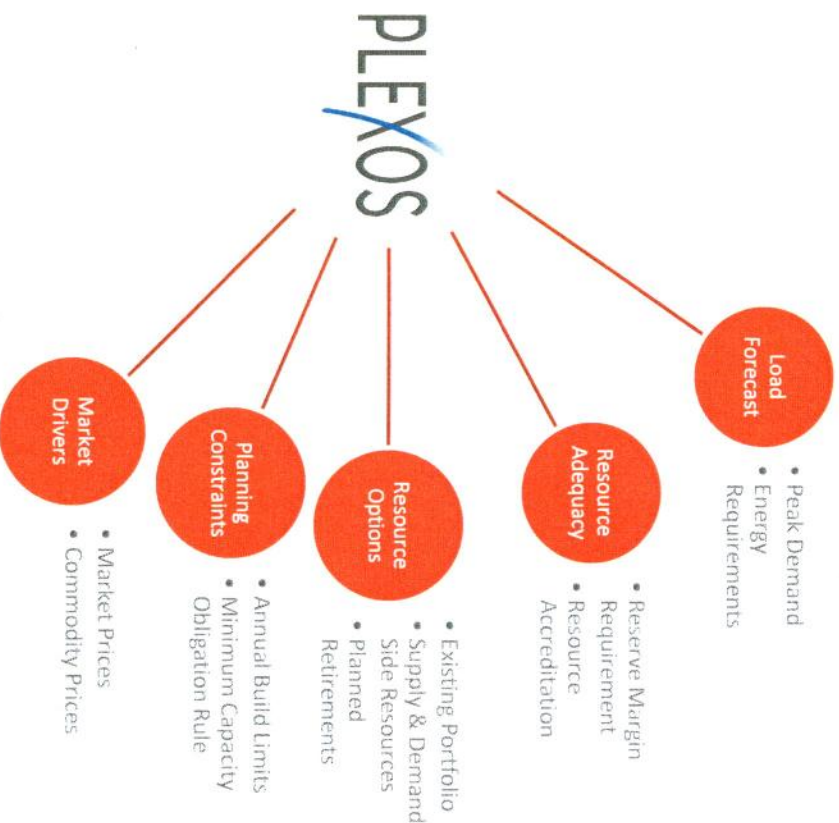 PLEXOS
Load
Forecast
• Peak Demand
• Energy
Requirements
Resource
Adequacy
• Reserve Margin
Requirement
• Resource
Accreditation
Resource
Options
• Existing Portfolio
• Supply & Demand
Side Resources
• Planned
Retirements
Planning
Constraints
• Annual Build Limits
• Minimum Capacity
Obligation Rule
Market
Drivers
• Market Prices
• Commodity Prices